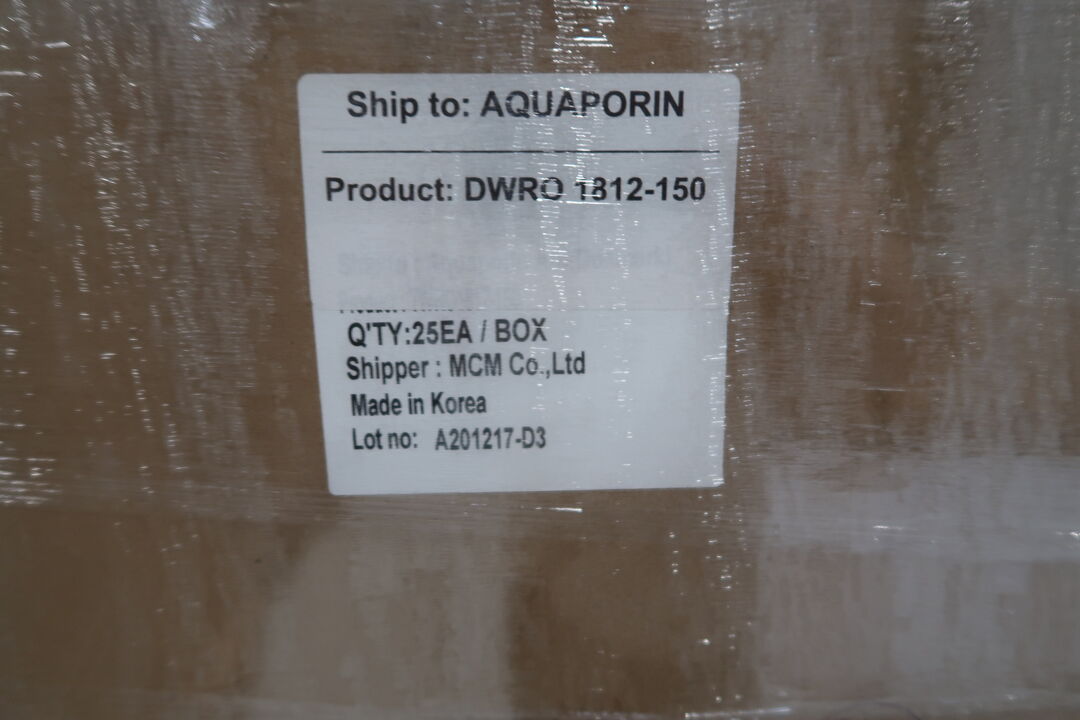 Ship to: AQUAPORIN
Product: DWRO 1812-150
Q'TY:25EA / BOX
Shipper : MCM Co.,Ltd
Made in Korea
Lot no: A201217-D3